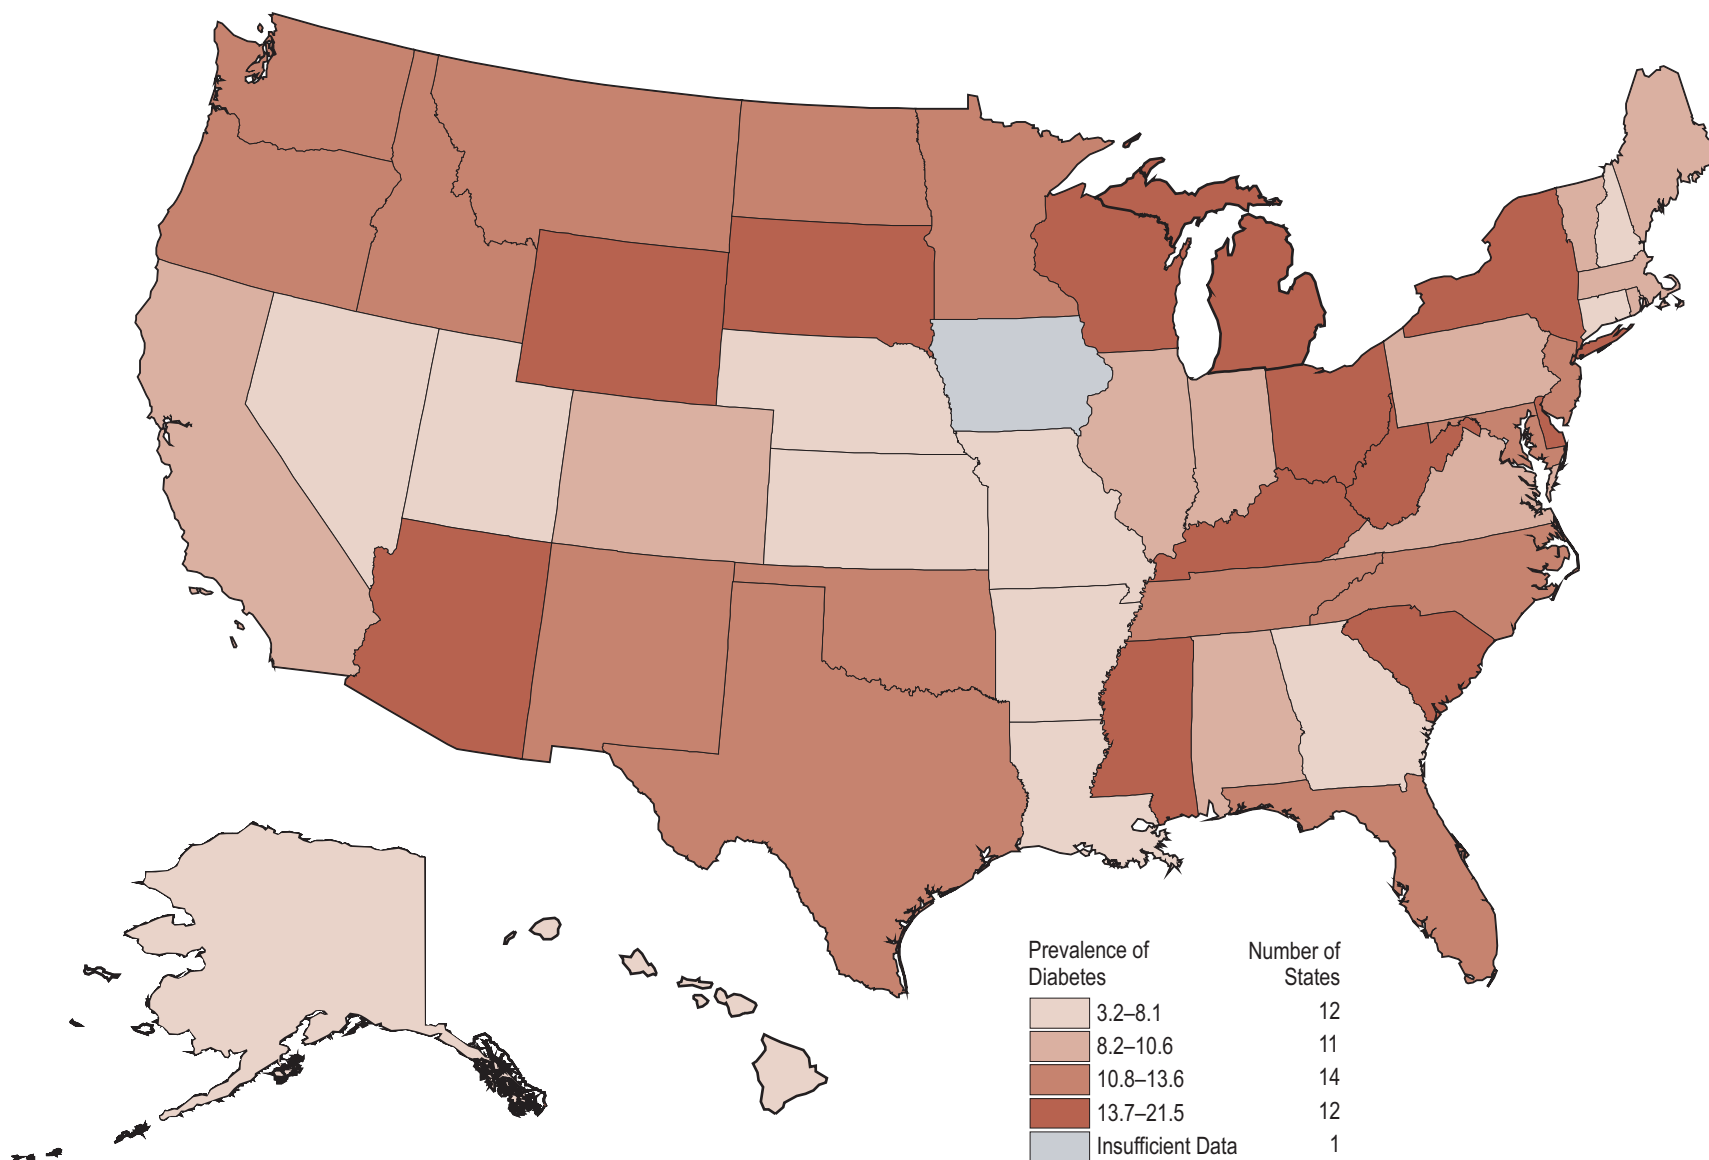 Prevalence of Diabetes Number of States
3.2–8.1 12
8.2–10.6 11
10.8–13.6 14
13.7–21.5 12
Insufficient Data 1